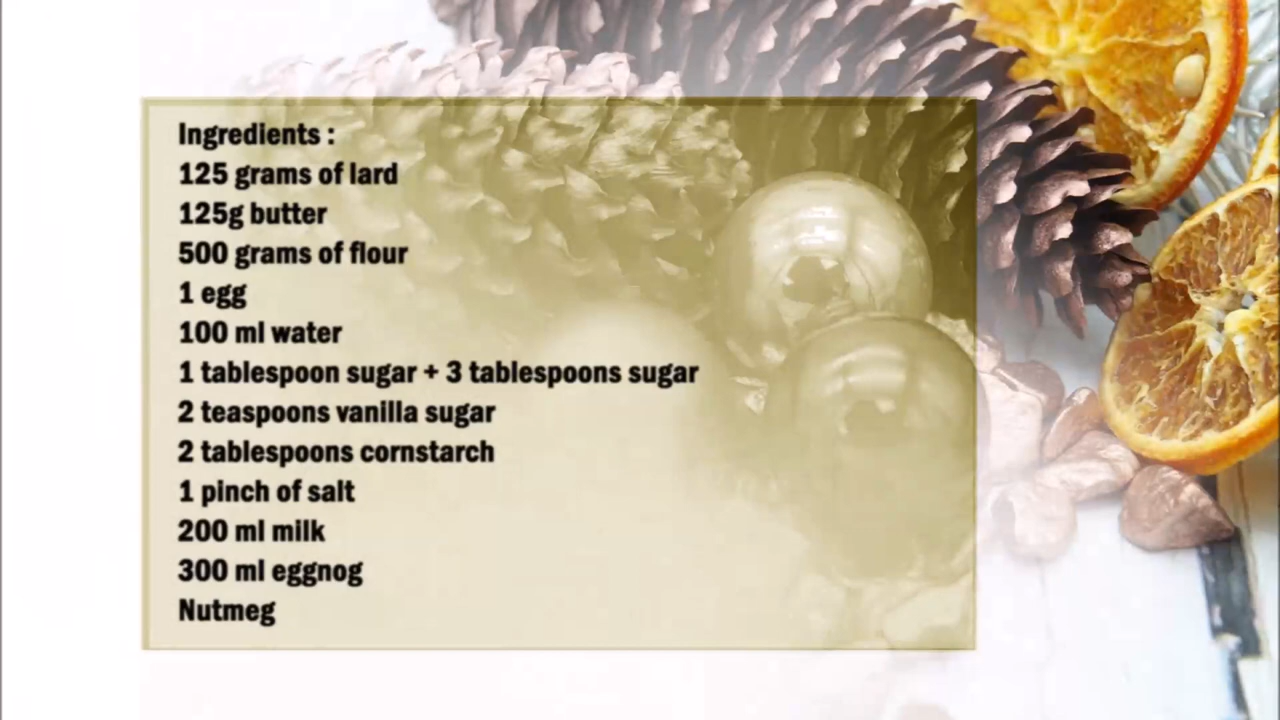 Ingredients :
125 grams of lard
125g butter
500 grams of flour
1 egg
100 ml water
1 tablespoon sugar + 3 tablespoons sugar
2 teaspoons vanilla sugar
2 tablespoons cornstarch
1 pinch of salt
200 ml milk
300 ml eggnog
Nutmeg